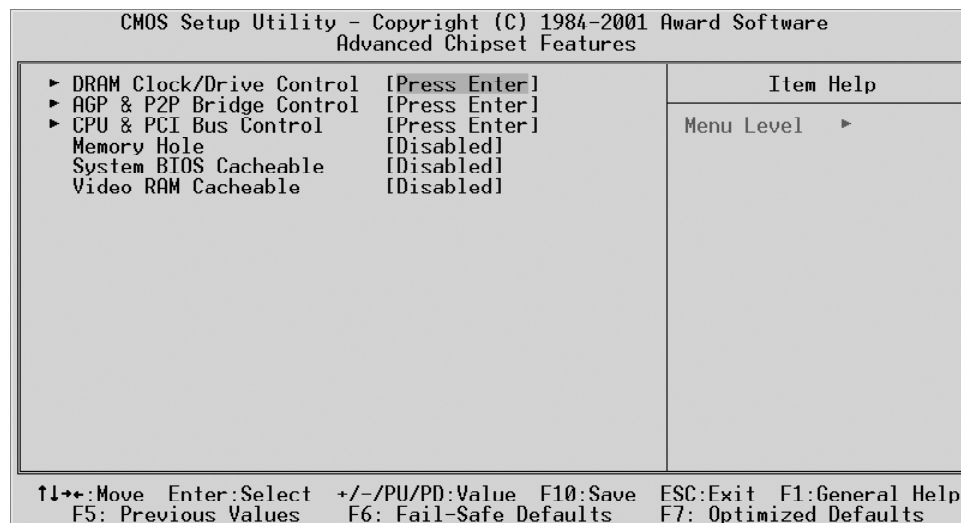 CMOS Setup Utility - Copyright (C) 1984-2001 Award Software
Advanced Chipset Features
► DRAM Clock/Drive Control [Press Enter]
► AGP & P2P Bridge Control [Press Enter]
► CPU & PCI Bus Control [Press Enter]
Memory Hole [Disabled]
System BIOS Cacheable [Disabled]
Video RAM Cacheable [Disabled]
Item Help
Menu Level ►
↑↓→←:Move Enter:Select +/-/PU/PD:Value F10:Save ESC:Exit F1:General Help
F5: Previous Values F6: Fail-Safe Defaults F7: Optimized Defaults